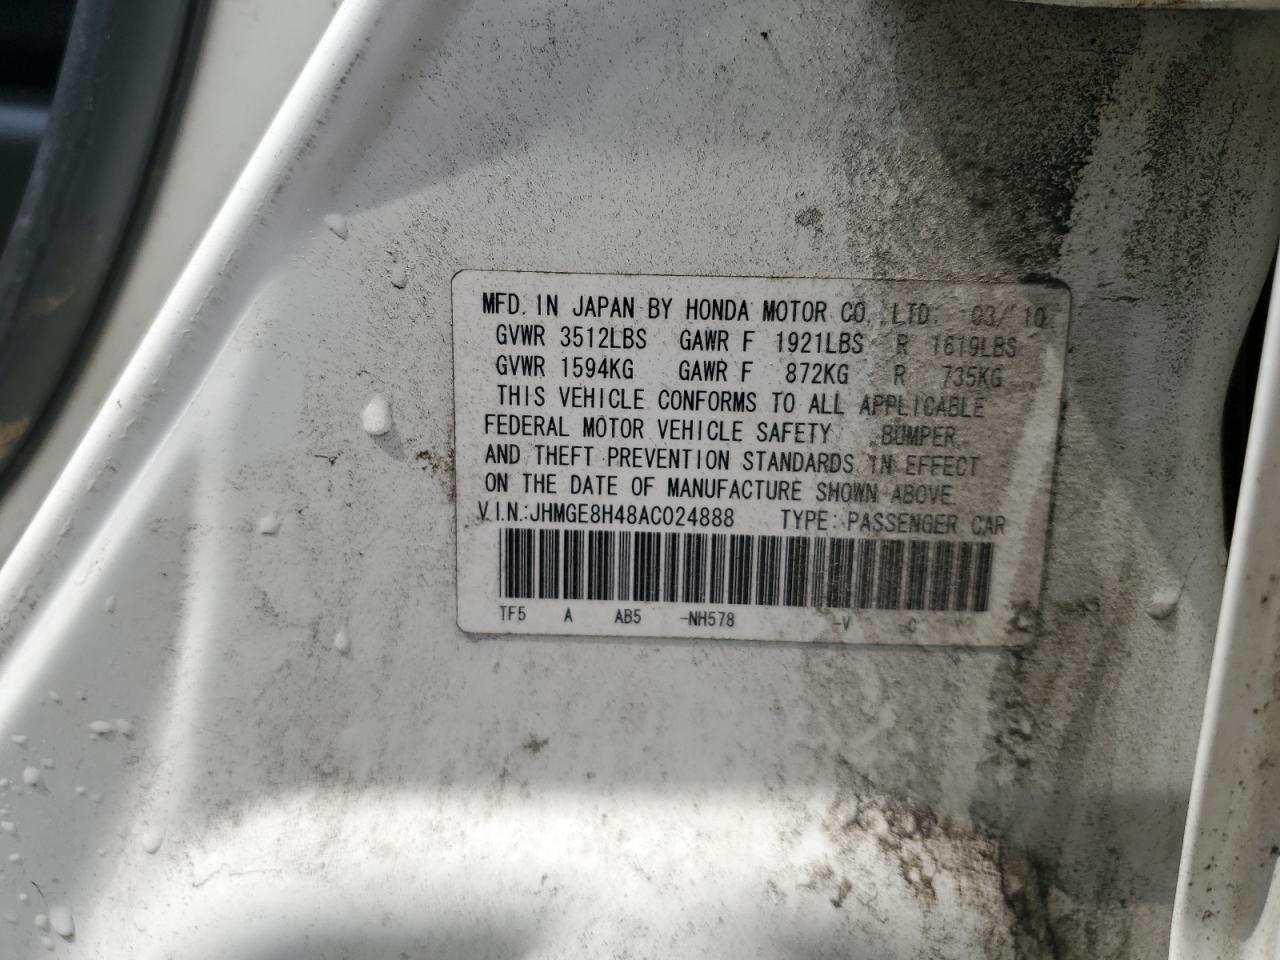 MFD. IN JAPAN BY HONDA MOTOR CO., LTD. 03/10
GVWR 3512LBS GAWR F 1921LBS R 1619LBS
GVWR 1594KG GAWR F 872KG R 735KG
THIS VEHICLE CONFORMS TO ALL APPLICABLE
FEDERAL MOTOR VEHICLE SAFETY BUMPER
AND THEFT PREVENTION STANDARDS IN EFFECT
ON THE DATE OF MANUFACTURE SHOWN ABOVE
V.I.N.:JHMGE8H48AC024888 TYPE: PASSENGER CAR
TF5 A AB5 -NH578 -V -C